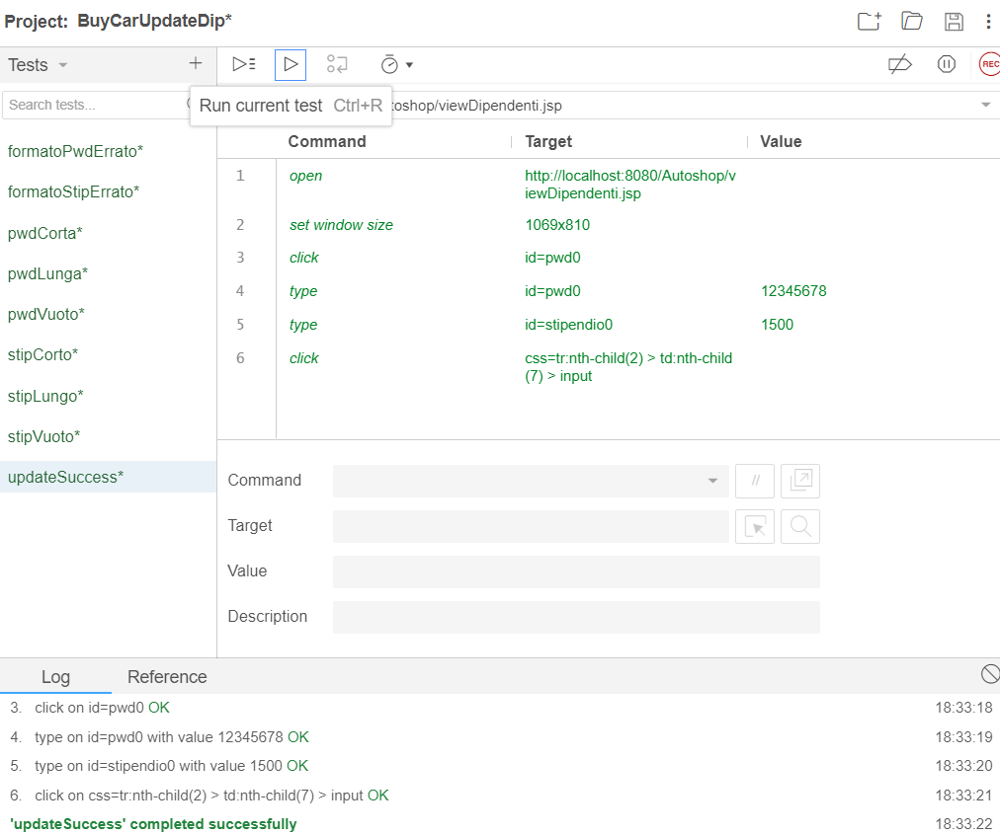 Project: BuyCarUpdateDip*
Tests
+
REC
Search tests...
Run current test Ctrl+R
toshop/viewDipendenti.jsp
Command Target Value
formatoPwdErrato*
formatoStipErrato*
pwdCorta*
pwdLunga*
pwdVuoto*
stipCorto*
stipLungo*
stipVuoto*
updateSuccess*
1 open http://localhost:8080/Autoshop/v
iewDipendenti.jsp
2 set window size 1069x810
3 click id=pwd0
4 type id=pwd0 12345678
5 type id=stipendio0 1500
6 click css=tr:nth-child(2) > td:nth-child
(7) > input
Command //
Target
Value
Description
Log Reference
3. click on id=pwd0 OK 18:33:18
4. type on id=pwd0 with value 12345678 OK 18:33:19
5. type on id=stipendio0 with value 1500 OK 18:33:20
6. click on css=tr:nth-child(2) > td:nth-child(7) > input OK 18:33:21
'updateSuccess' completed successfully 18:33:22